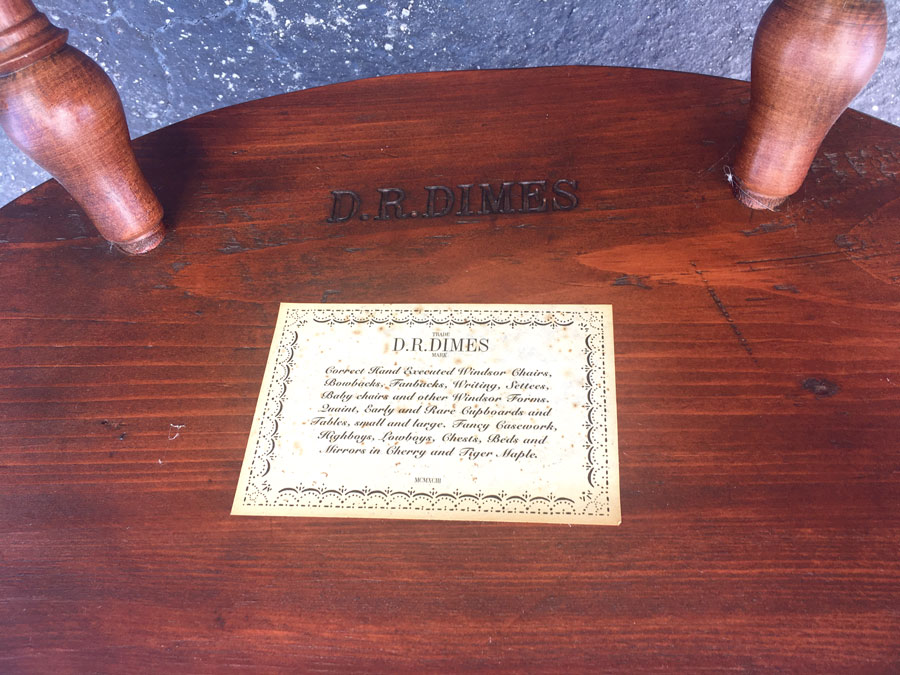 D.R.DIMES
TRADE
D.R.DIMES
MARK
Correct Hand Executed Windsor Chairs,
Bowbacks, Fanbacks, Writing, Settees,
Baby chairs and other Windsor Forms.
Quaint, Early and Rare Cupboards and
Tables, small and large. Fancy Casework,
Highboys, Lowboys, Chests, Beds and
Mirrors in Cherry and Tiger Maple.
MCMXCIII